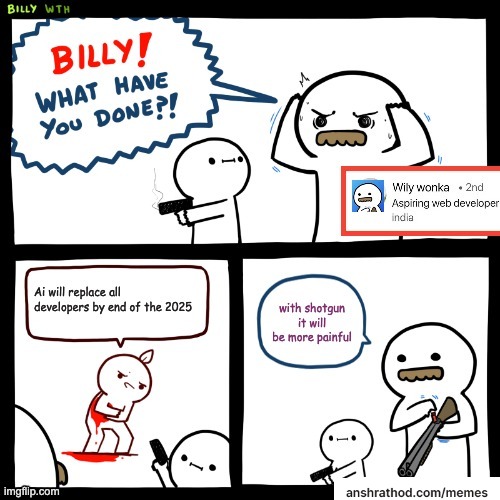 BILLY WTH
BILLY!
WHAT HAVE
YOU DONE?!
Wily wonka • 2nd
Aspiring web developer
india
Ai will replace all
developers by end of the 2025
with shotgun
it will
be more painful
imgflip.com
anshrathod.com/memes